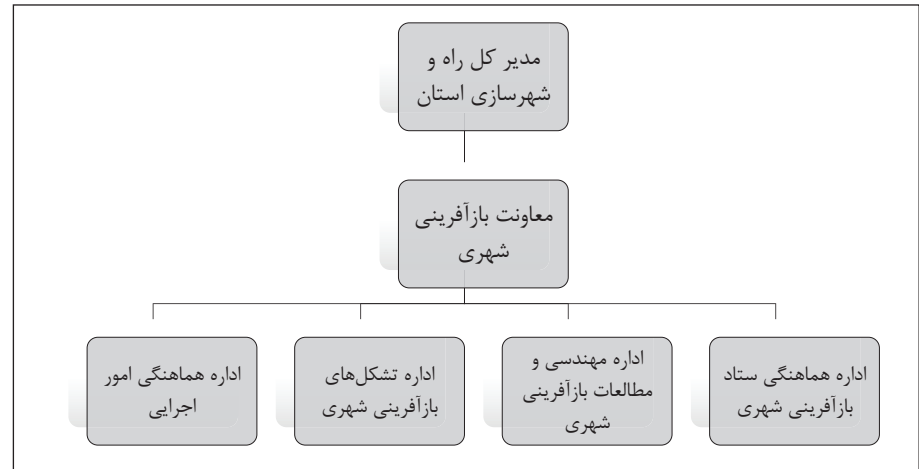 مدیر کل راه و
شهرسازی استان
معاونت بازآفرینی
شهری
اداره هماهنگی ستاد
بازآفرینی شهری
اداره مهندسی و
مطالعات بازآفرینی
شهری
اداره تشکل‌های
بازآفرینی شهری
اداره هماهنگی امور
اجرایی